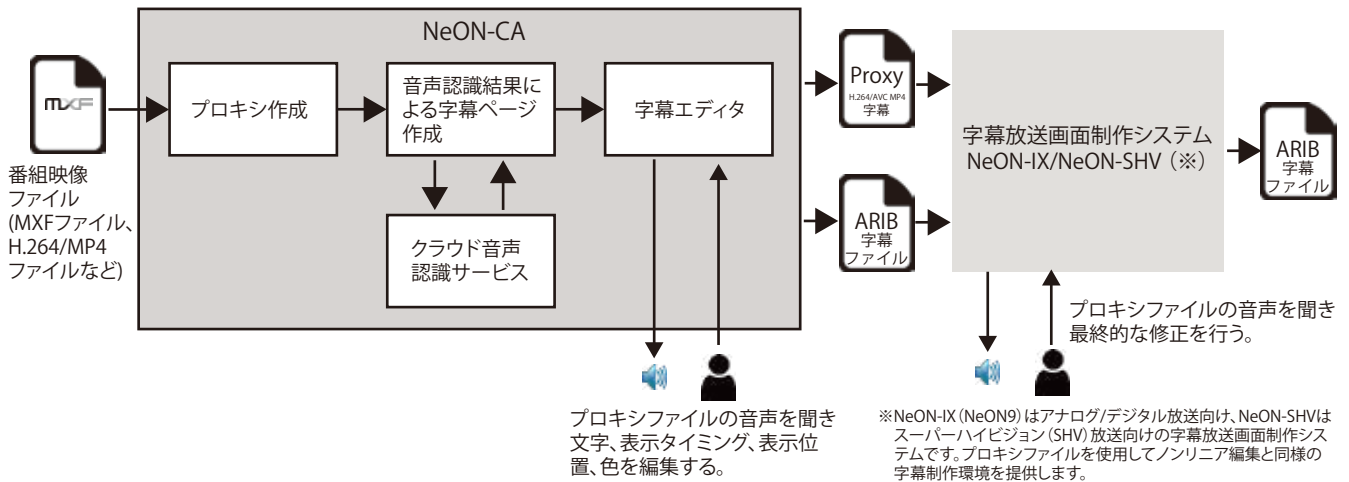 NeON-CA
mxf
番組映像
ファイル
(MXFファイル、
H.264/MP4
ファイルなど)
プロキシ作成
音声認識結果に
よる字幕ページ
作成
クラウド音声
認識サービス
字幕エディタ
プロキシファイルの音声を聞き
文字、表示タイミング、表示位
置、色を編集する。
Proxy
H.264/AVC MP4
字幕
ARIB
字幕
ファイル
字幕放送画面制作システム
NeON-IX/NeON-SHV（※）
ARIB
字幕
ファイル
プロキシファイルの音声を聞き
最終的な修正を行う。
※NeON-IX（NeON9）はアナログ/デジタル放送向け、NeON-SHVは
スーパーハイビジョン（SHV）放送向けの字幕放送画面制作シス
テムです。プロキシファイルを使用してノンリニア編集と同様の
字幕制作環境を提供します。